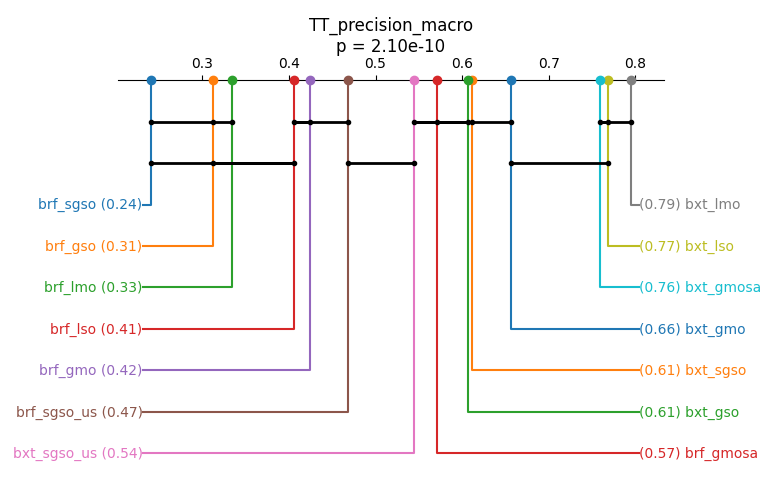 TT_precision_macro
p = 2.10e-10
0.3 0.4 0.5 0.6 0.7 0.8
brf_sgso (0.24) (0.79) bxt_lmo
brf_gso (0.31) (0.77) bxt_lso
brf_lmo (0.33) (0.76) bxt_gmosa
brf_lso (0.41) (0.66) bxt_gmo
brf_gmo (0.42) (0.61) bxt_sgso
brf_sgso_us (0.47) (0.61) bxt_gso
bxt_sgso_us (0.54) (0.57) brf_gmosa